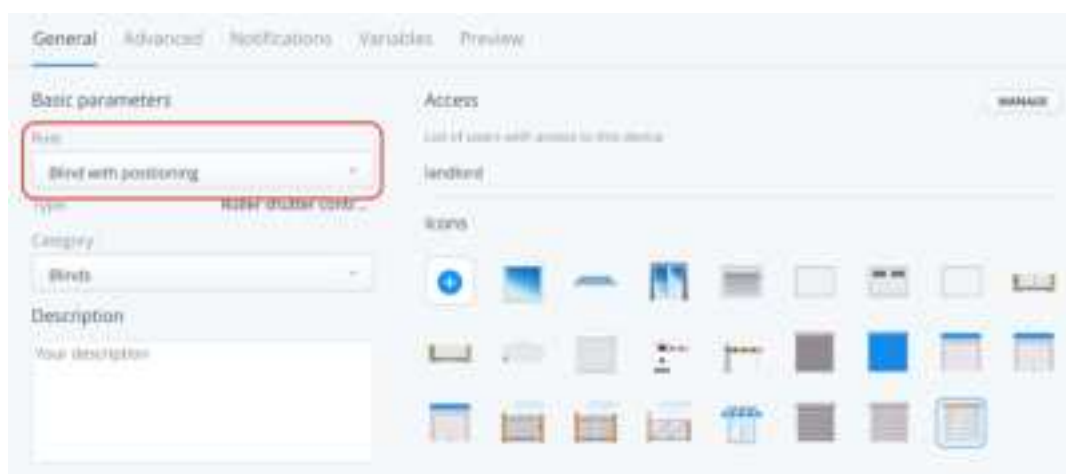 General Advanced Notifications Variables Preview
Basic parameters
Access
MANAGE
Role
List of users with access to this device
Blind with positioning
landlord
Type:
Roller shutter contr...
Icons
Category
Blinds
Description
Your description